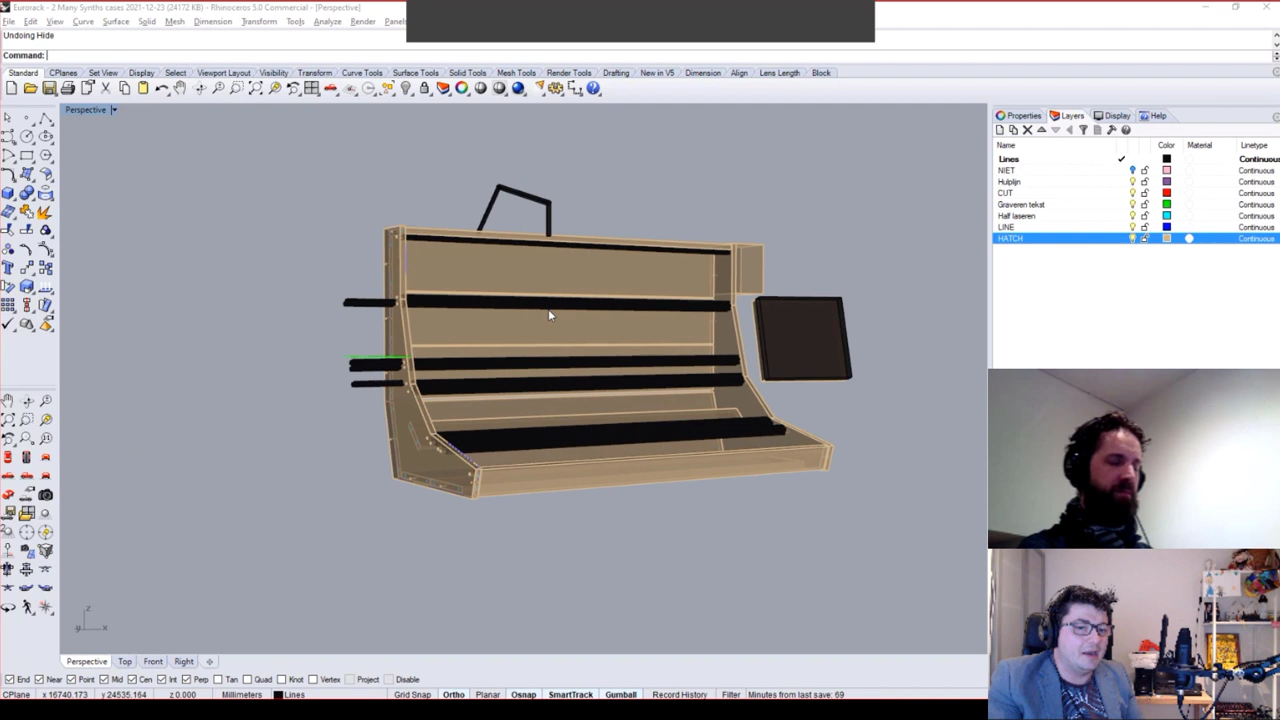 Eurorack - 2 Many Synths cases 2021-12-23 (24172 KB) - Rhinoceros 5.0 Commercial - [Perspective]
File Edit View Curve Surface Solid Mesh Dimension Transform Tools Analyze Render Panels
Undoing Hide
Command:
Standard CPlanes Set View Display Select Viewport Layout Visibility Transform Curve Tools Surface Tools Solid Tools Mesh Tools Render Tools Drafting New in V5 Dimension Align Lens Length Block
Perspective
Properties Layers Display Help
Name Color Material Linetype
Lines Continuous
NIET Continuous
Hulplijn Continuous
CUT Continuous
Graveren tekst Continuous
Half laseren Continuous
LINE Continuous
HATCH Continuous
z
y x
Perspective Top Front Right
End Near Point Mid Cen Int Perp Tan Quad Knot Vertex Project Disable
CPlane x 16740.173 y 24535.164 z 0.000 Millimeters Lines Grid Snap Ortho Planar Osnap SmartTrack Gumball Record History Filter Minutes from last save: 69